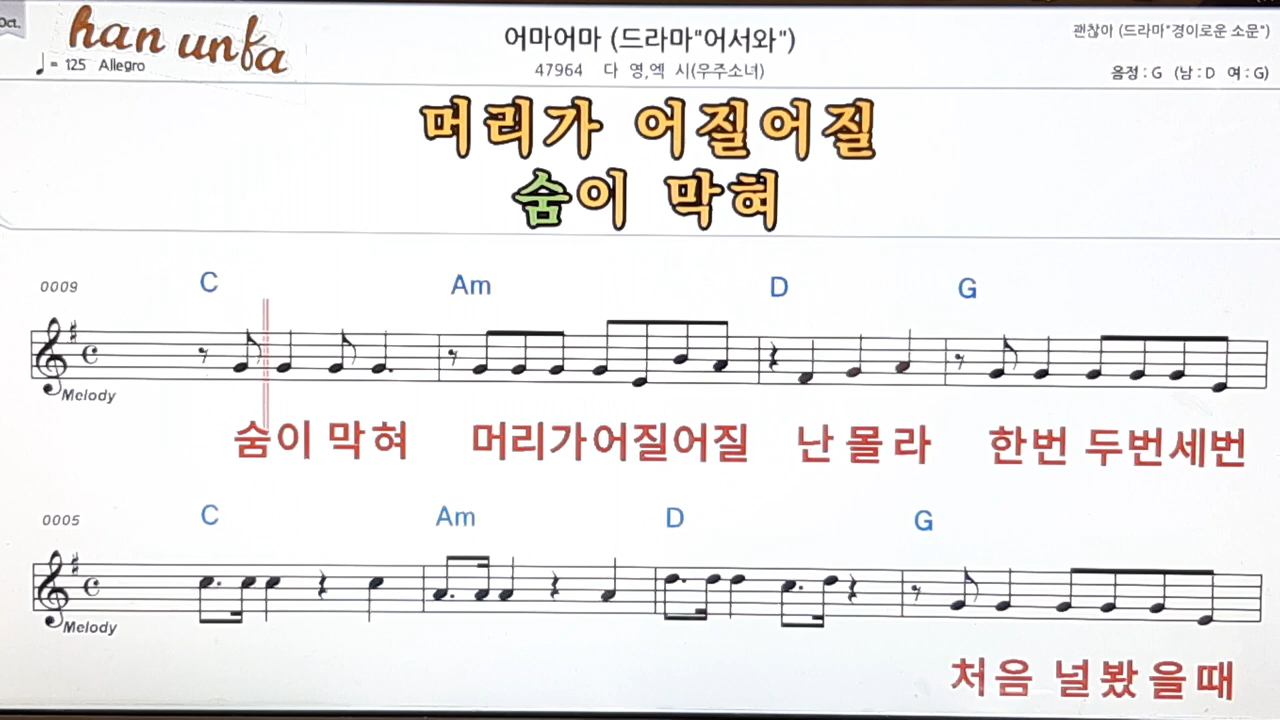 Oct.
han unfa
어마어마 (드라마"어서와")
괜찮아 (드라마"경이로운 소문")
♩ = 125 Allegro
47964 다 영,엑 시(우주소녀)
음정 : G (남 : D 여 : G)
머리가 어질어질
숨이 막혀
0009 C Am D G
Melody
숨이 막혀 머리가어질어질 난 몰 라 한번 두번세번
0005 C Am D G
Melody
처음 널봤을때